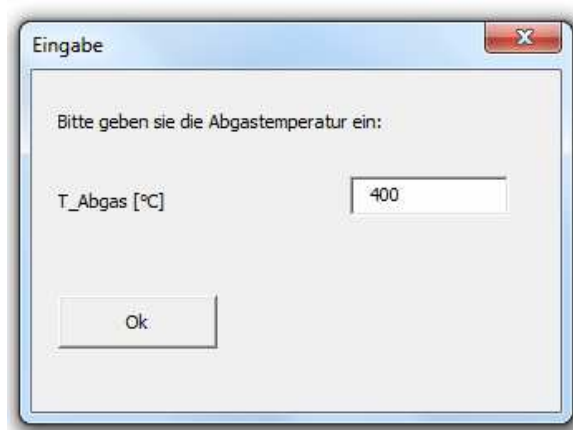 Eingabe
Bitte geben sie die Abgastemperatur ein:
T_Abgas [°C] 400
Ok